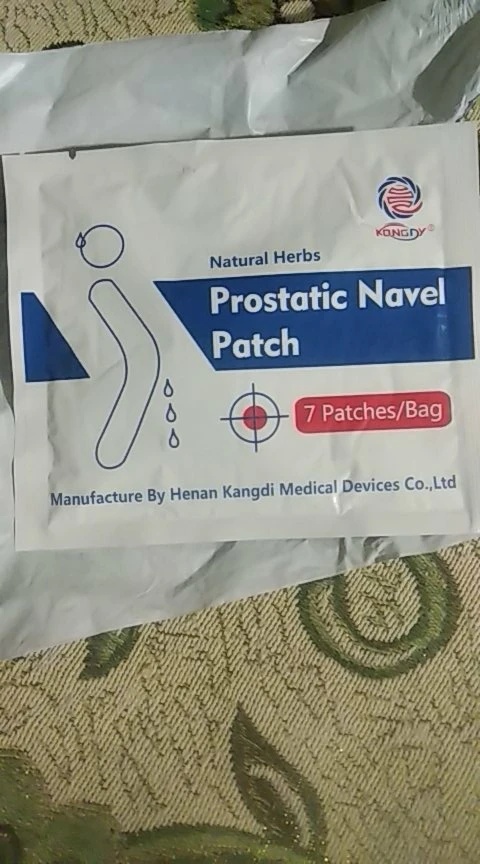 KONGDY®
Natural Herbs
Prostatic Navel
Patch
7 Patches/Bag
Manufacture By Henan Kangdi Medical Devices Co.,Ltd